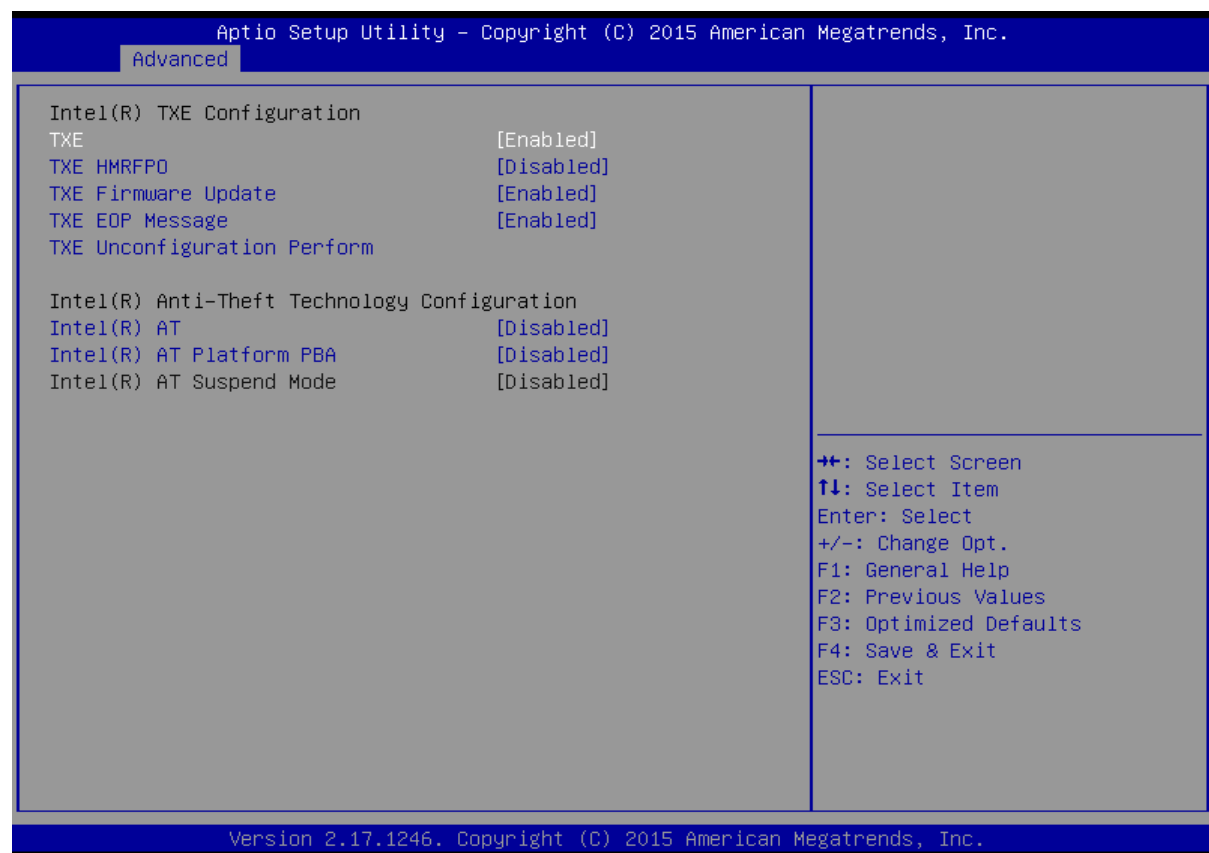 Aptio Setup Utility – Copyright (C) 2015 American Megatrends, Inc.
Advanced
Intel(R) TXE Configuration
TXE [Enabled]
TXE HMRFPO [Disabled]
TXE Firmware Update [Enabled]
TXE EOP Message [Enabled]
TXE Unconfiguration Perform
Intel(R) Anti-Theft Technology Configuration
Intel(R) AT [Disabled]
Intel(R) AT Platform PBA [Disabled]
Intel(R) AT Suspend Mode [Disabled]
→←: Select Screen
↑↓: Select Item
Enter: Select
+/-: Change Opt.
F1: General Help
F2: Previous Values
F3: Optimized Defaults
F4: Save & Exit
ESC: Exit
Version 2.17.1246. Copyright (C) 2015 American Megatrends, Inc.